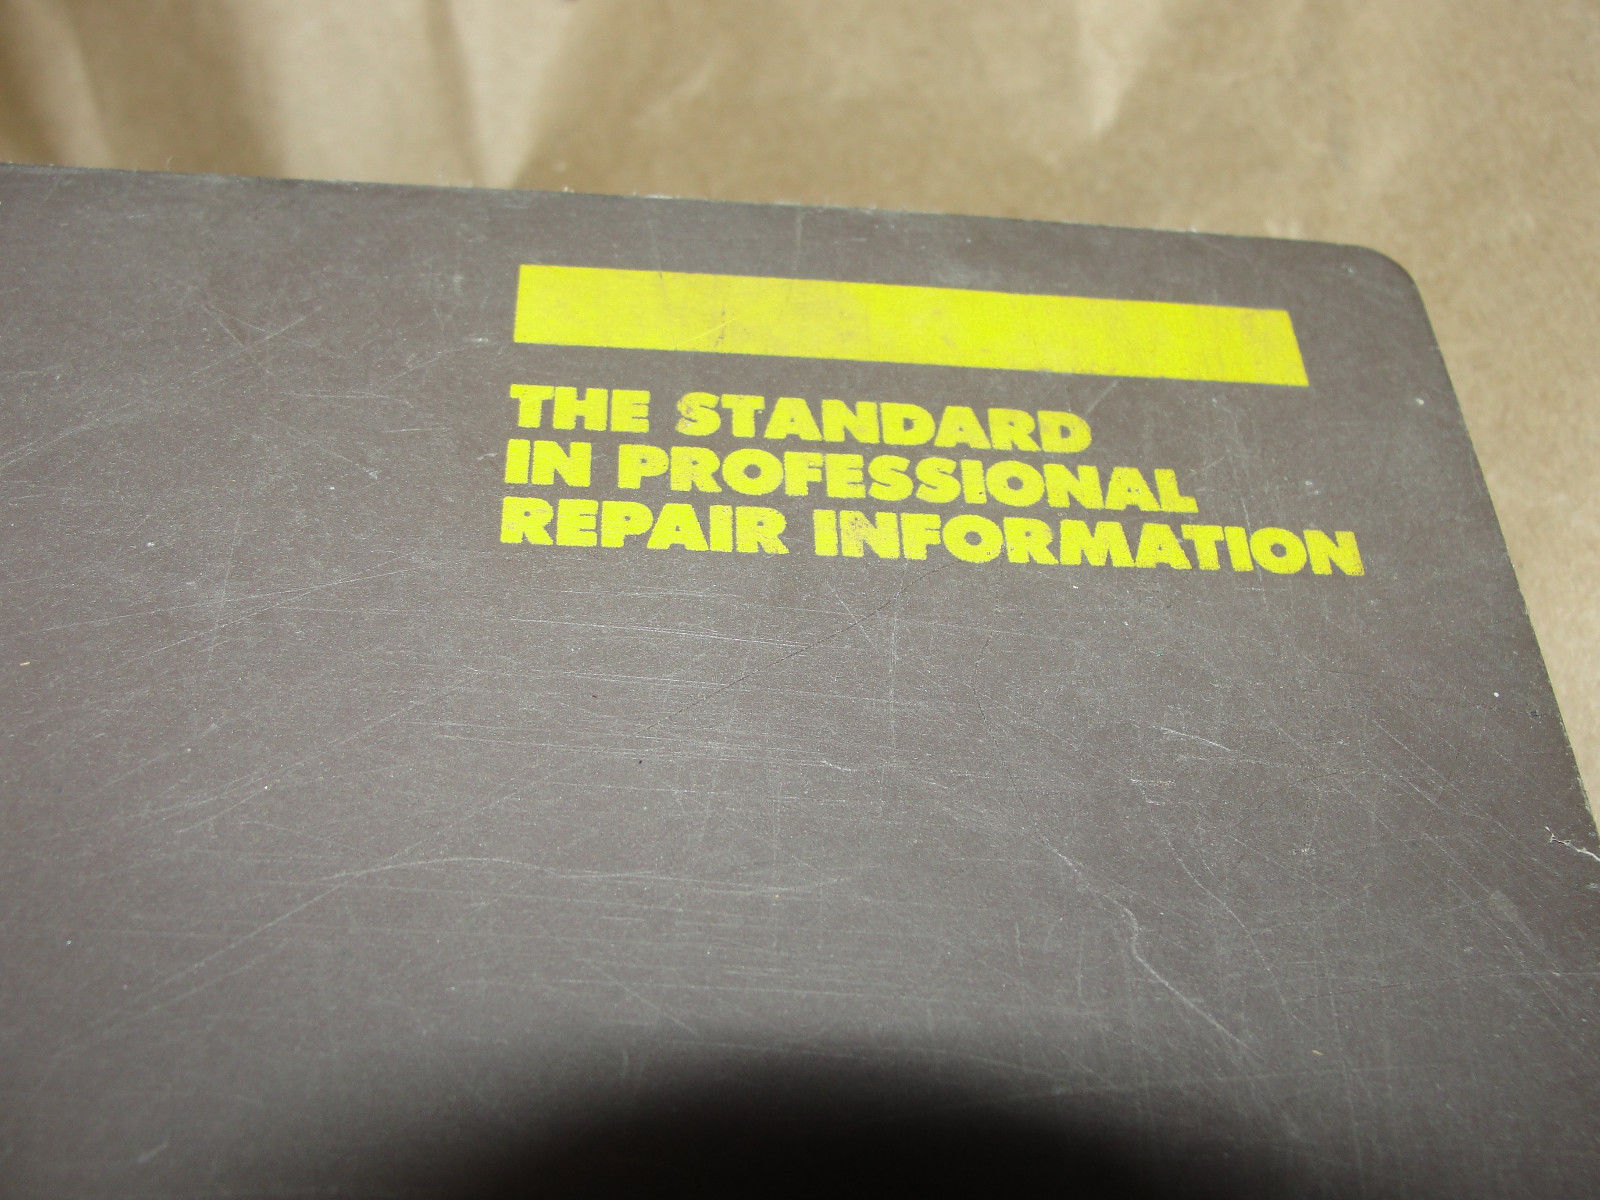 THE STANDARD
IN PROFESSIONAL
REPAIR INFORMATION